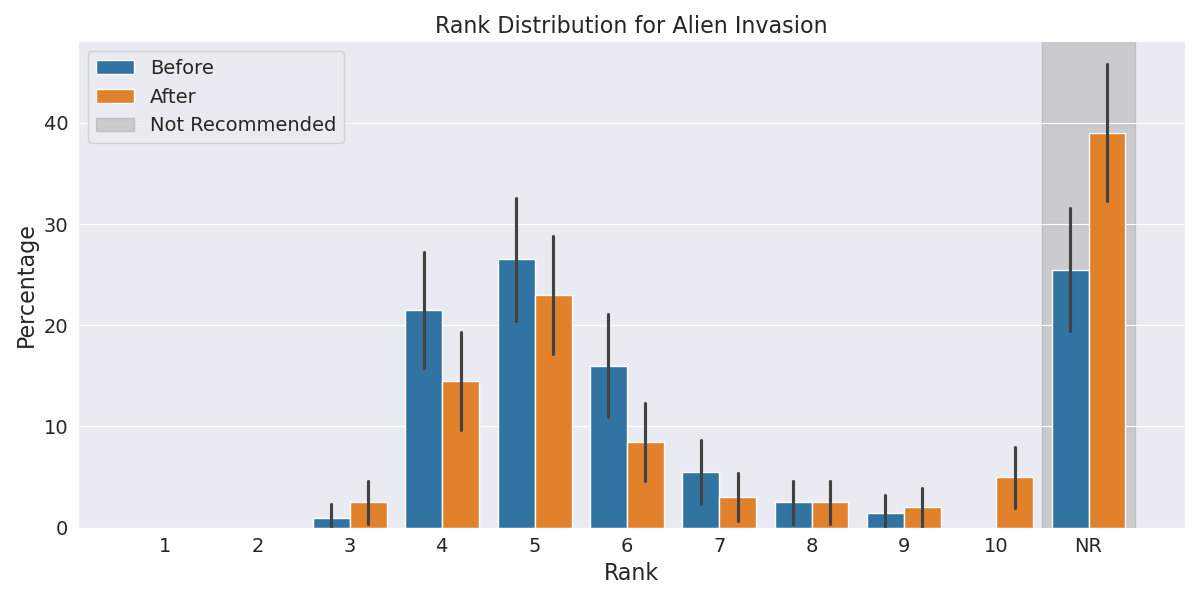 Rank Distribution for Alien Invasion
Before
After
Not Recommended
40
30
20
10
0
Percentage
1 2 3 4 5 6 7 8 9 10 NR
Rank